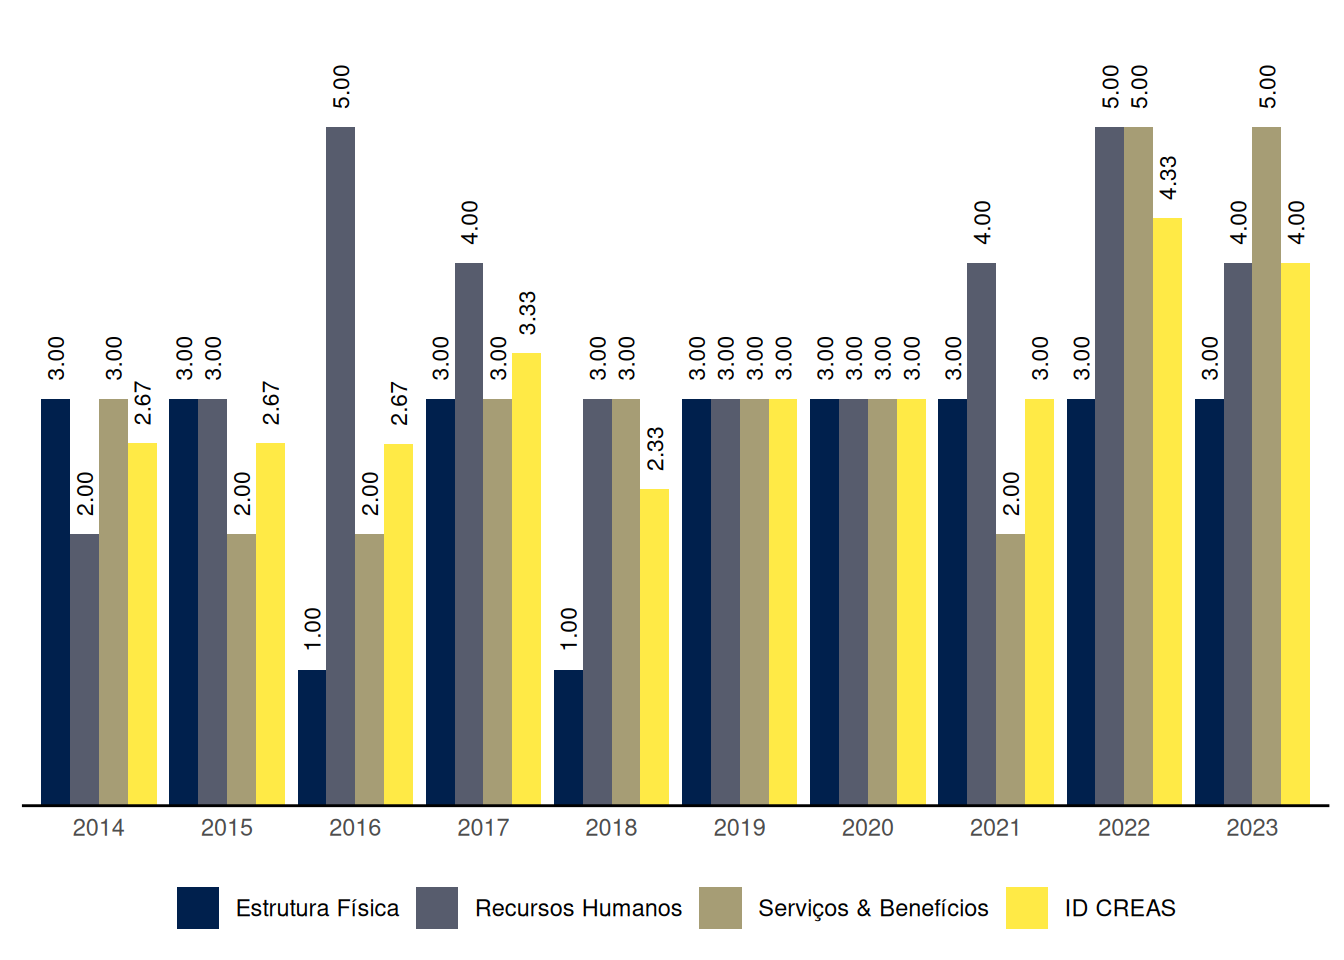 3.00 2.00 3.00 2.67
3.00 3.00 2.00 2.67
1.00 5.00 2.00 2.67
3.00 4.00 3.00 3.33
1.00 3.00 3.00 2.33
3.00 3.00 3.00 3.00
3.00 3.00 3.00 3.00
3.00 4.00 2.00 3.00
3.00 5.00 5.00 4.33
3.00 4.00 5.00 4.00
2014 2015 2016 2017 2018 2019 2020 2021 2022 2023
Estrutura Física Recursos Humanos Serviços & Benefícios ID CREAS